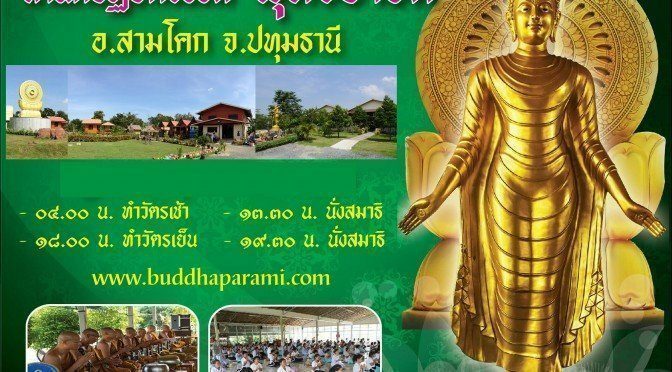 อ.สามโคก จ.ปทุมธานี
- ๐๔.๐๐ น. ทำวัตรเช้า - ๑๓.๓๐ น. นั่งสมาธิ
- ๑๘.๐๐ น. ทำวัตรเย็น - ๑๙.๓๐ น. นั่งสมาธิ
www.buddhaparami.com